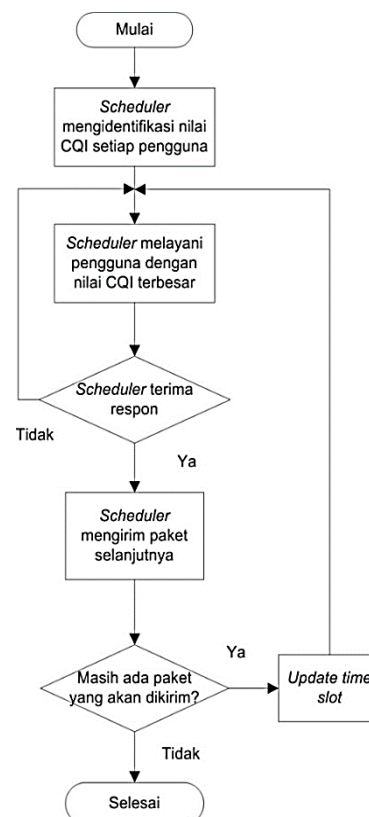 Mulai
Scheduler
mengidentifikasi nilai
CQI setiap pengguna
Scheduler melayani
pengguna dengan
nilai CQI terbesar
Scheduler terima
respon
Tidak
Ya
Scheduler
mengirim paket
selanjutnya
Masih ada paket
yang akan dikirim?
Ya
Update time
slot
Tidak
Selesai